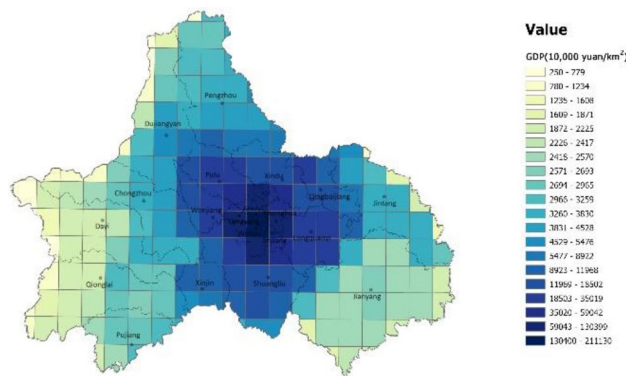 Value
GDP(10,000 yuan/km²)
250 - 779
780 - 1234
1235 - 1608
1609 - 1871
1872 - 2225
2226 - 2417
2418 - 2570
2571 - 2693
2694 - 2965
2966 - 3259
3260 - 3830
3831 - 4528
4529 - 5476
5477 - 8922
8923 - 11968
11969 - 18502
18503 - 35019
35020 - 59042
59043 - 130399
130400 - 211130
Pengzhou
Dujiangyan
Pidu
Xindu
Qingbaijiang
Chongzhou
Jintang
Wenjiang
Dayi
Qionglai
Xinjin
Shuangliu
Jianyang
Pujiang